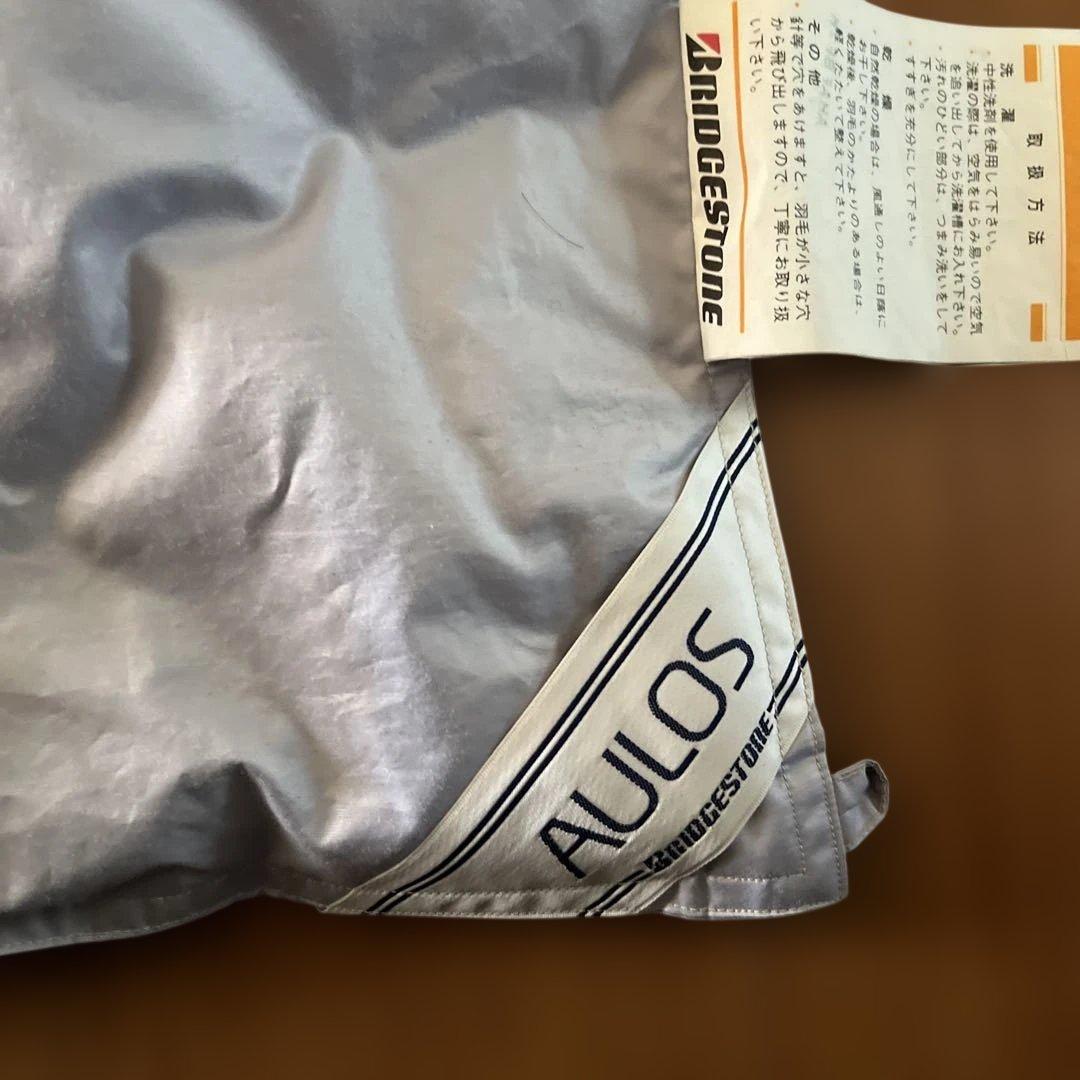 洗濯取扱方法
・中性洗剤を使用して下さい。
・洗濯の際は、空気をはらみ易いので空気
を追い出してから洗濯槽にお入れ下さい。
・汚れのひどい部分は、つまみ洗いをして
下さい。
・すすぎを充分にして下さい。
乾燥
・自然乾燥の場合は、風通しのよい日蔭に
お干し下さい。
・乾燥後、羽毛のかたよりのある場合は、
軽くたたいて整えて下さい。
その他
・針等で穴をあけますと、羽毛が小さな穴
から飛び出しますので、丁寧にお取り扱
い下さい。
BRIDGESTONE
AULOS
BRIDGESTONE